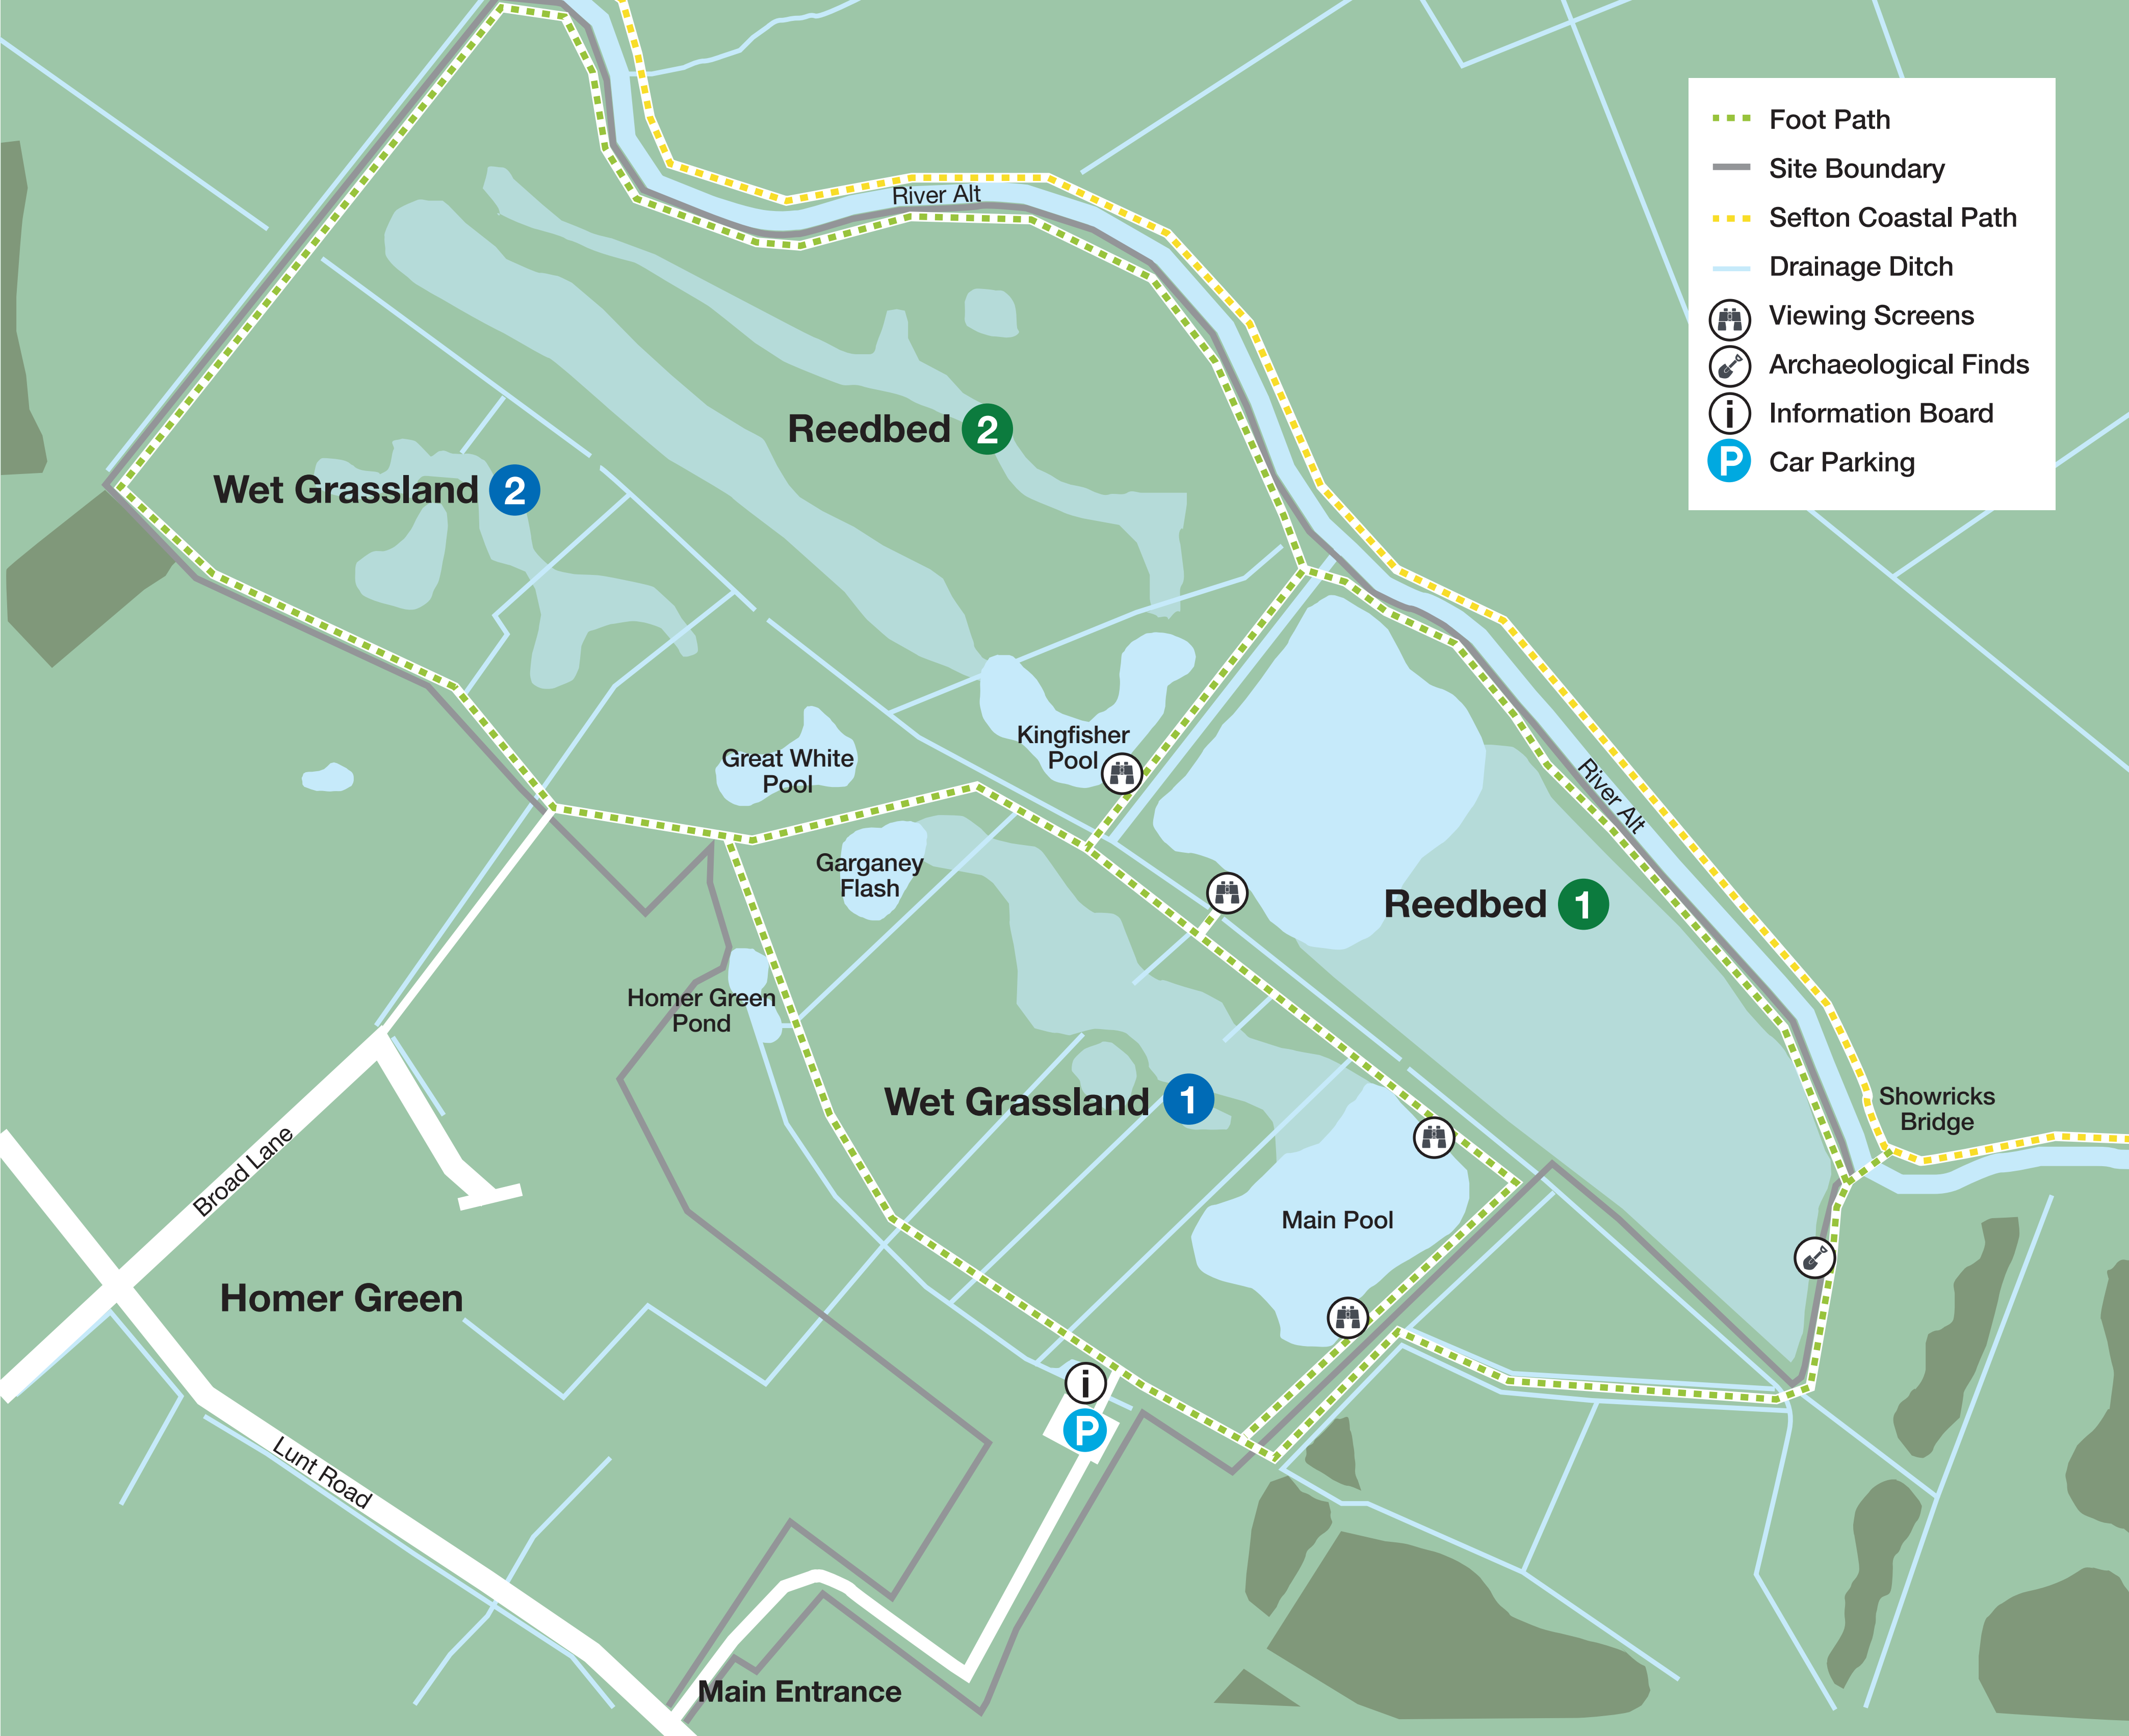 River Alt
Foot Path
Site Boundary
Sefton Coastal Path
Drainage Ditch
Viewing Screens
Archaeological Finds
i
Information Board
P
Car Parking
Reedbed 2
Wet Grassland 2
Kingfisher
Pool
Great White
Pool
River Alt
Garganey
Flash
Reedbed 1
Homer Green
Pond
Wet Grassland 1
Showricks
Bridge
Broad Lane
Main Pool
Homer Green
i
P
Lunt Road
Main Entrance